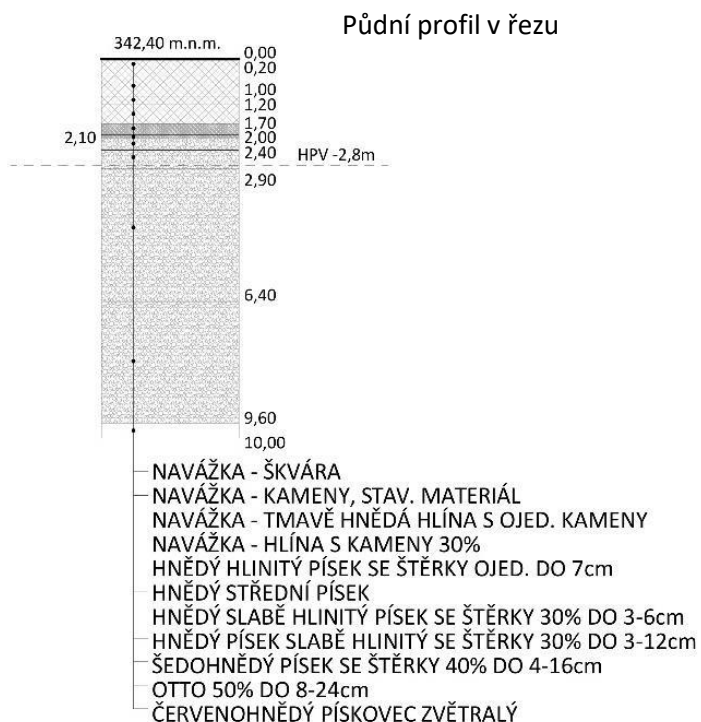 Půdní profil v řezu
342,40 m.n.m.
0,00
0,20
1,00
1,20
1,70
2,10
2,00
2,40
HPV -2,8m
2,90
6,40
9,60
10,00
NAVÁŽKA - ŠKVÁRA
NAVÁŽKA - KAMENY, STAV. MATERIÁL
NAVÁŽKA - TMAVĚ HNĚDÁ HLÍNA S OJED. KAMENY
NAVÁŽKA - HLÍNA S KAMENY 30%
HNĚDÝ HLINITÝ PÍSEK SE ŠTĚRKY OJED. DO 7cm
HNĚDÝ STŘEDNÍ PÍSEK
HNĚDÝ SLABĚ HLINITÝ PÍSEK SE ŠTĚRKY 30% DO 3-6cm
HNĚDÝ PÍSEK SLABĚ HLINITÝ SE ŠTĚRKY 30% DO 3-12cm
ŠEDOHNĚDÝ PÍSEK SE ŠTĚRKY 40% DO 4-16cm
OTTO 50% DO 8-24cm
ČERVENOHNĚDÝ PÍSKOVEC ZVĚTRALÝ